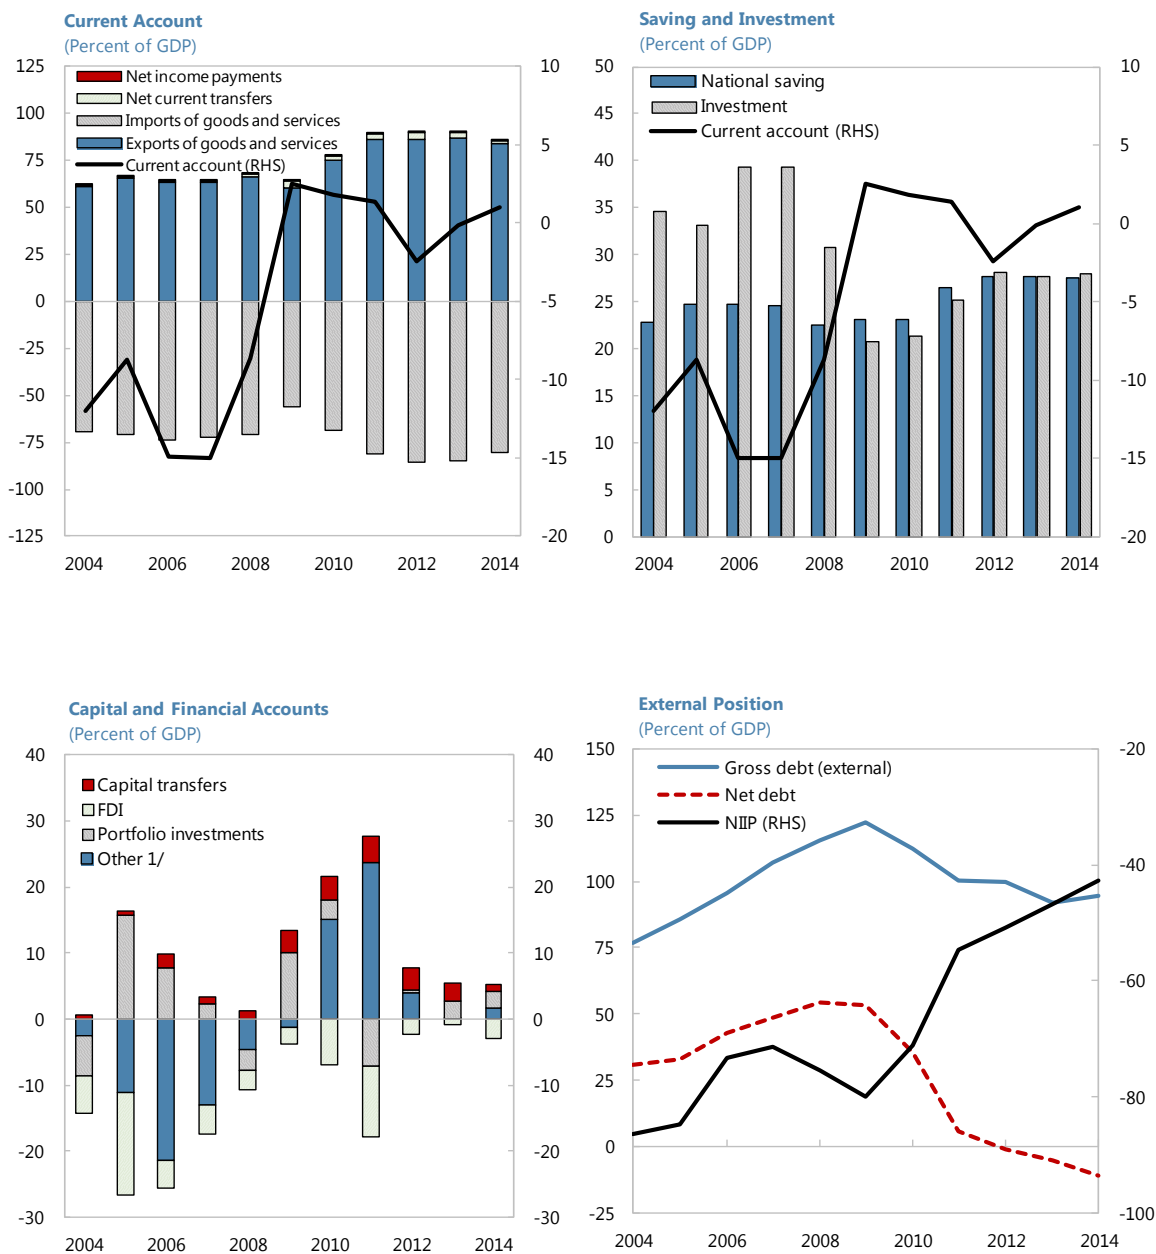 Current Account
(Percent of GDP)
125
100
75
50
25
0
-25
-50
-75
-100
-125
10
5
0
-5
-10
-15
-20
Net income payments
Net current transfers
Imports of goods and services
Exports of goods and services
Current account (RHS)
2004 2006 2008 2010 2012 2014
Saving and Investment
(Percent of GDP)
50
45
40
35
30
25
20
15
10
5
0
10
5
0
-5
-10
-15
-20
National saving
Investment
Current account (RHS)
2004 2006 2008 2010 2012 2014
Capital and Financial Accounts
(Percent of GDP)
40
30
20
10
0
-10
-20
-30
40
30
20
10
0
-10
-20
-30
Capital transfers
FDI
Portfolio investments
Other 1/
2004 2006 2008 2010 2012 2014
External Position
(Percent of GDP)
150
125
100
75
50
25
0
-25
-20
-40
-60
-80
-100
Gross debt (external)
Net debt
NIIP (RHS)
2004 2006 2008 2010 2012 2014